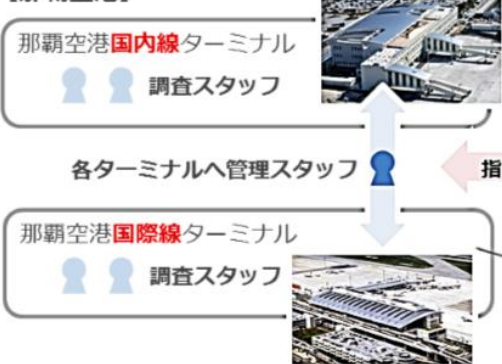 那覇空港国内線ターミナル
調査スタッフ
各ターミナルへ管理スタッフ
指
那覇空港国際線ターミナル
調査スタッフ